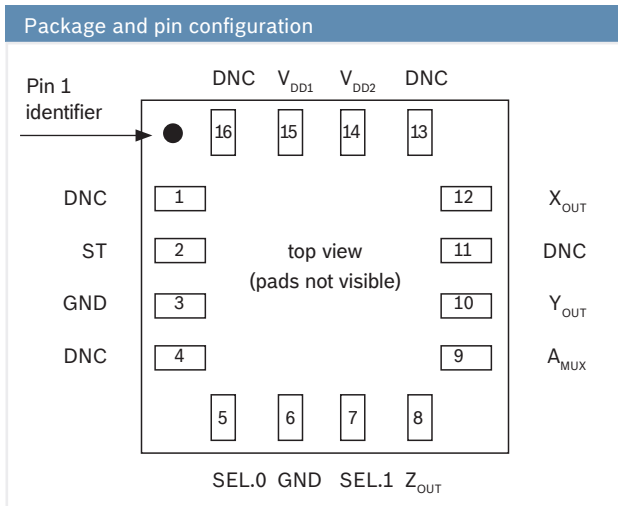 Package and pin configuration
Pin 1
identifier
DNC V_DD1 V_DD2 DNC
16 15 14 13
DNC 1 12 X_OUT
ST 2 top view 11 DNC
(pads not visible)
GND 3 10 Y_OUT
DNC 4 9 A_MUX
5 6 7 8
SEL.0 GND SEL.1 Z_OUT